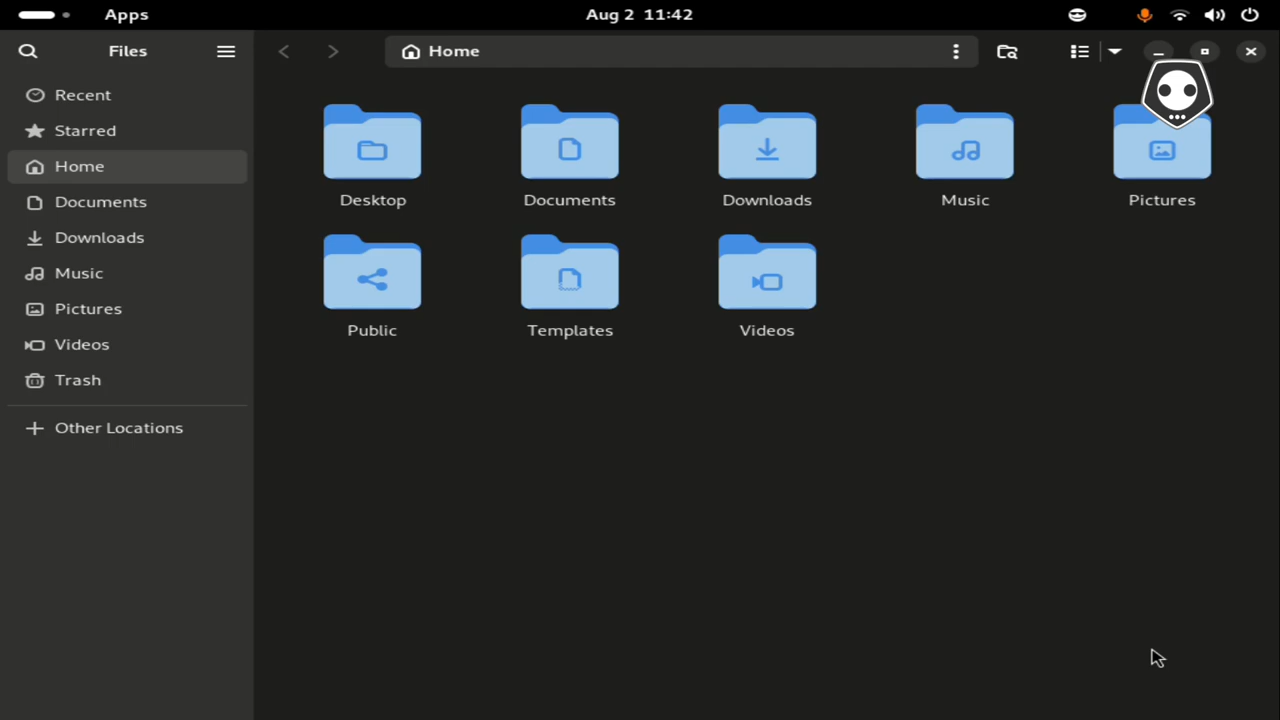 Apps
Aug 2 11:42
Files
Home
Recent
Starred
Home
Documents
Downloads
Music
Pictures
Videos
Trash
Other Locations
Desktop
Documents
Downloads
Music
Pictures
Public
Templates
Videos